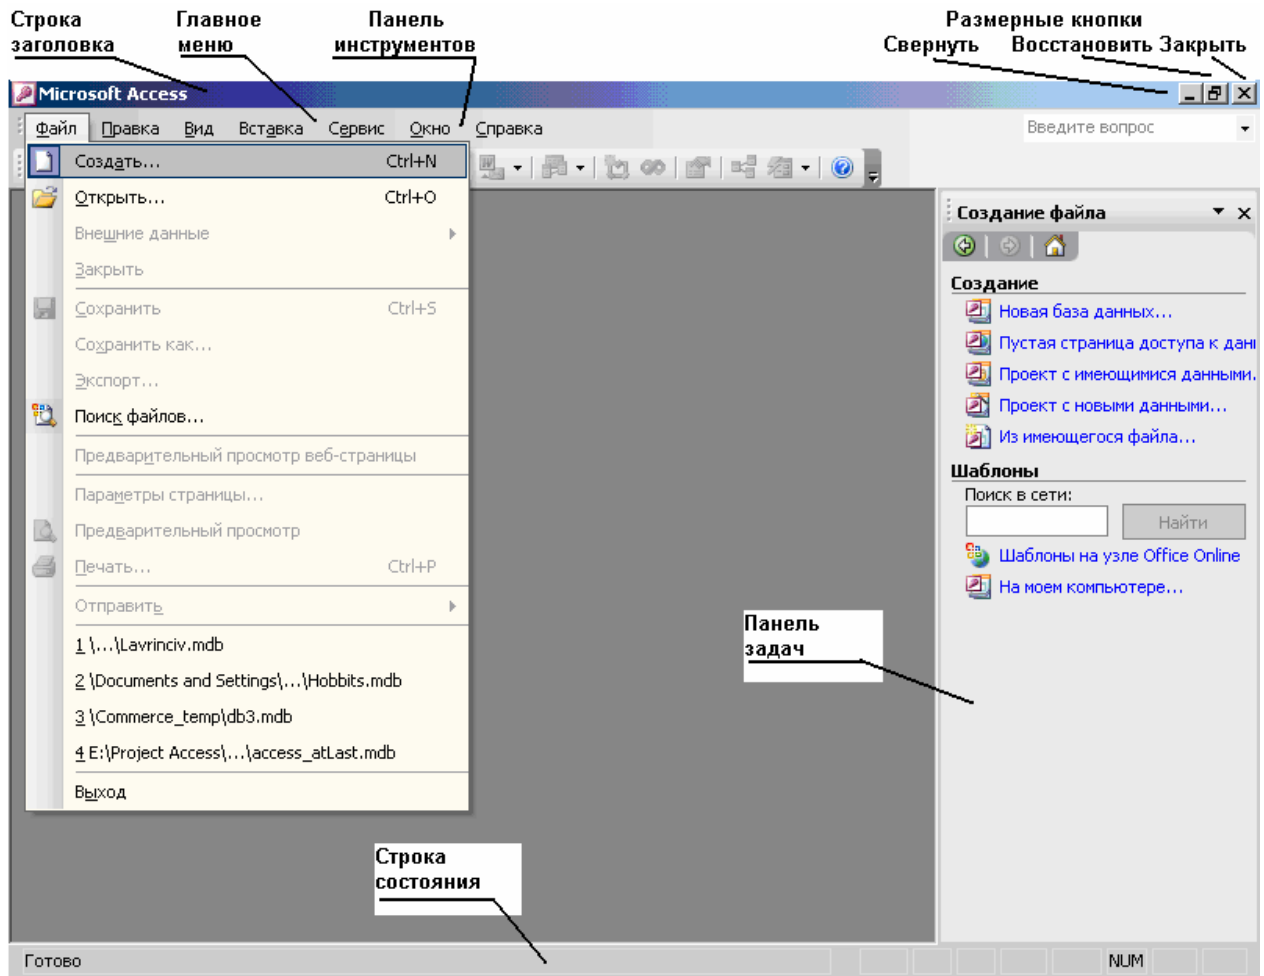 Строка
заголовка
Главное
меню
Панель
инструментов
Размерные кнопки
Свернуть Восстановить Закрыть
Microsoft Access
Файл Правка Вид Вставка Сервис Окно Справка
Введите вопрос
Создать... Ctrl+N
Открыть... Ctrl+O
Внешние данные
Закрыть
Сохранить Ctrl+S
Сохранить как...
Экспорт...
Поиск файлов...
Предварительный просмотр веб-страницы
Параметры страницы...
Предварительный просмотр
Печать... Ctrl+P
Отправить
1 \...\Lavrinciv.mdb
2 \Documents and Settings\...\Hobbits.mdb
3 \Commerce_temp\db3.mdb
4 E:\Project Access\...\access_atLast.mdb
Выход
Создание файла
Создание
Новая база данных...
Пустая страница доступа к дан
Проект с имеющимися данными.
Проект с новыми данными...
Из имеющегося файла...
Шаблоны
Поиск в сети:
Найти
Шаблоны на узле Office Online
На моем компьютере...
Панель
задач
Строка
состояния
Готово
NUM